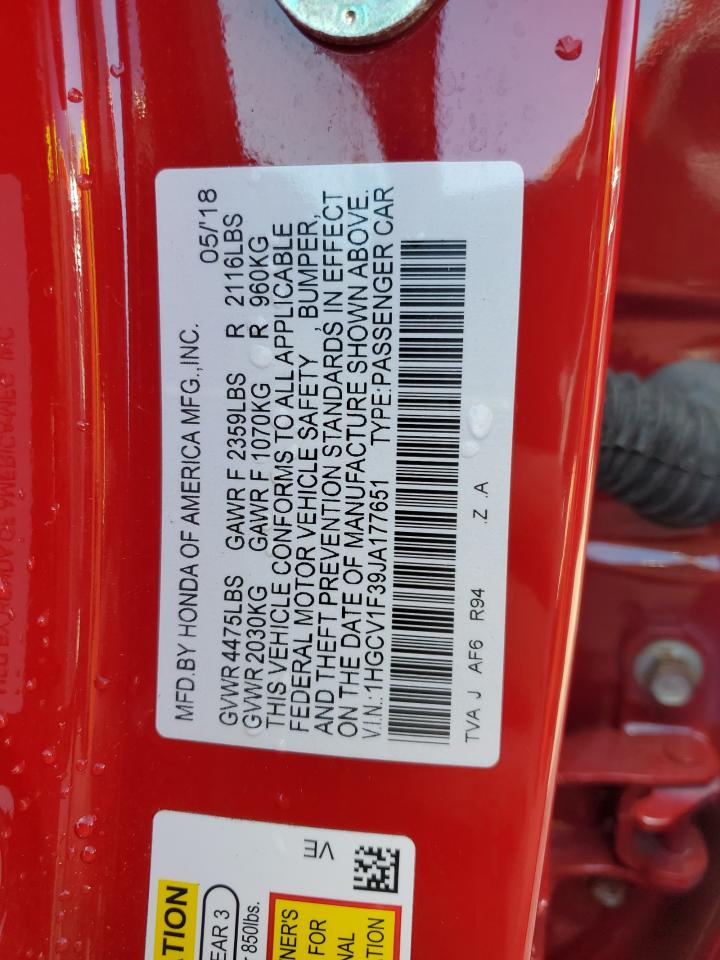 MFD.BY HONDA OF AMERICA MFG.,INC. 05/'18
GVWR 4475LBS GAWR F 2359LBS R 2116LBS
GVWR 2030KG GAWR F 1070KG R 960KG
THIS VEHICLE CONFORMS TO ALL APPLICABLE
FEDERAL MOTOR VEHICLE SAFETY, BUMPER,
AND THEFT PREVENTION STANDARDS IN EFFECT
ON THE DATE OF MANUFACTURE SHOWN ABOVE.
V.I.N.:1HGCV1F39JA177651 TYPE:PASSENGER CAR
TVA J AF6 R94 .Z .A
VE
ATION
EAR 3
850lbs.
NER'S
FOR
NAL
TION